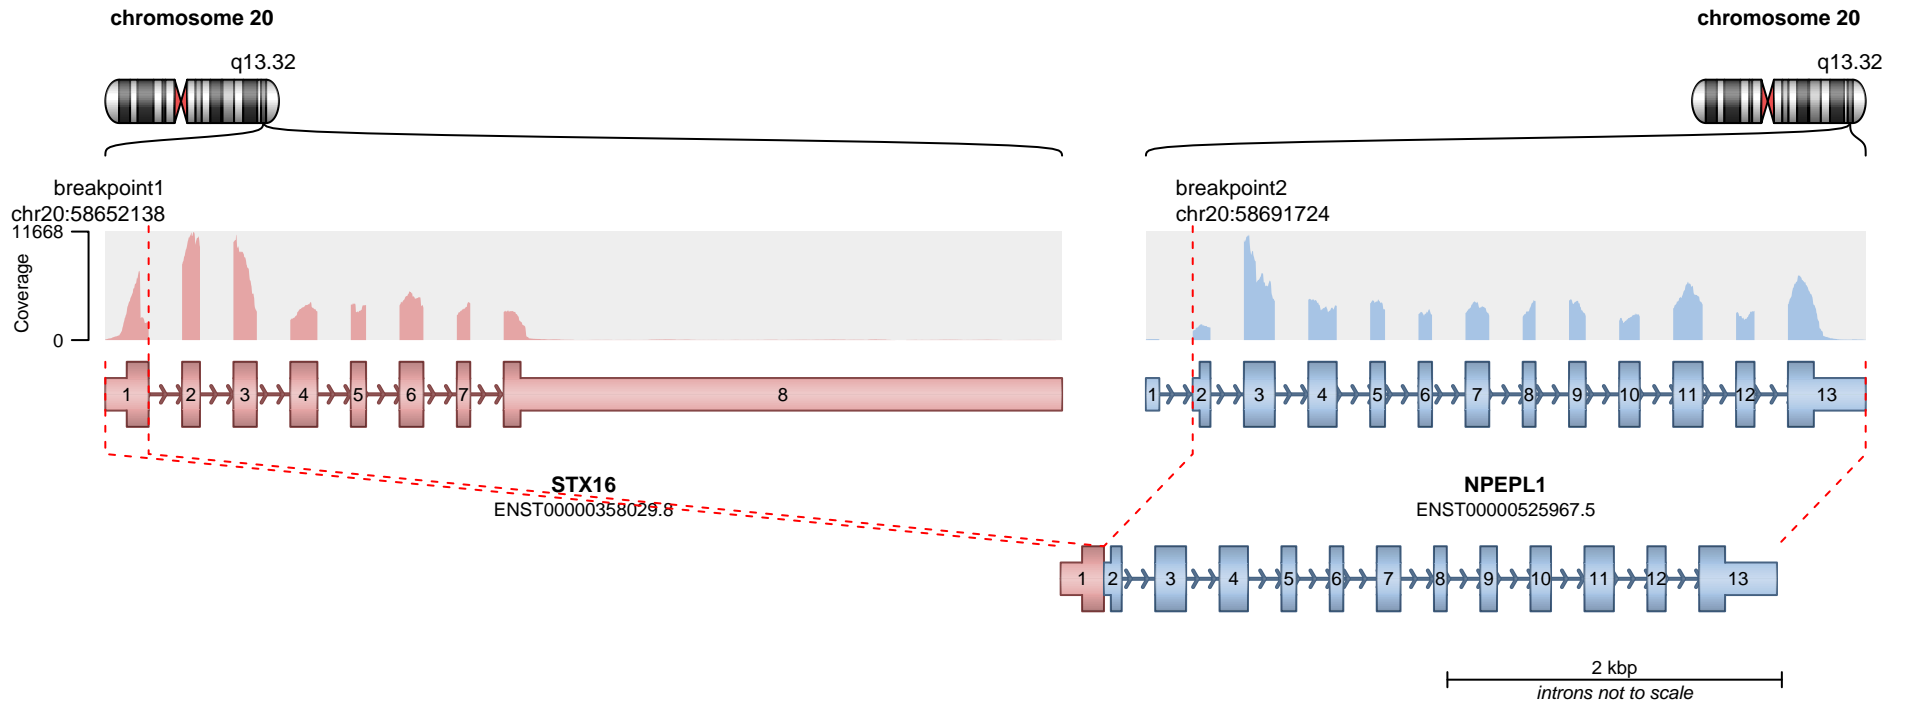 chromosome 20
chromosome 20
q13.32
q13.32
breakpoint1
chr20:58652138
breakpoint2
chr20:58691724
11668
Coverage
0
1 2 3 4 5 6 7 8
1 2 3 4 5 6 7 8 9 10 11 12 13
STX16
ENST00000358029.8
NPEPL1
ENST00000525967.5
1 2 3 4 5 6 7 8 9 10 11 12 13
2 kbp
introns not to scale